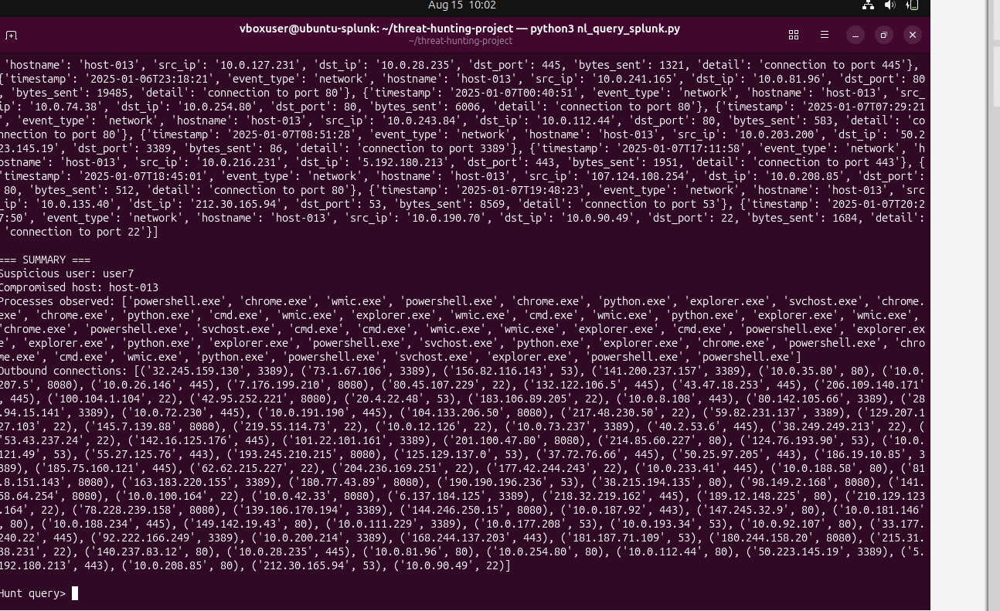 Aug 15 10:02
vboxuser@ubuntu-splunk: ~/threat-hunting-project — python3 nl_query_splunk.py
~/threat-hunting-project
'hostname': 'host-013', 'src_ip': '10.0.127.231', 'dst_ip': '10.0.28.235', 'dst_port': 445, 'bytes_sent': 1321, 'detail': 'connection to port 445'},
{'timestamp': '2025-01-06T23:18:21', 'event_type': 'network', 'hostname': 'host-013', 'src_ip': '10.0.241.165', 'dst_ip': '10.0.81.96', 'dst_port': 80
, 'bytes_sent': 19485, 'detail': 'connection to port 80'}, {'timestamp': '2025-01-07T00:40:51', 'event_type': 'network', 'hostname': 'host-013', 'src_
ip': '10.0.74.38', 'dst_ip': '10.0.254.80', 'dst_port': 80, 'bytes_sent': 6006, 'detail': 'connection to port 80'}, {'timestamp': '2025-01-07T07:29:21
', 'event_type': 'network', 'hostname': 'host-013', 'src_ip': '10.0.243.84', 'dst_ip': '10.0.112.44', 'dst_port': 80, 'bytes_sent': 583, 'detail': 'co
nnection to port 80'}, {'timestamp': '2025-01-07T08:51:28', 'event_type': 'network', 'hostname': 'host-013', 'src_ip': '10.0.203.200', 'dst_ip': '50.2
23.145.19', 'dst_port': 3389, 'bytes_sent': 86, 'detail': 'connection to port 3389'}, {'timestamp': '2025-01-07T17:11:58', 'event_type': 'network', 'h
ostname': 'host-013', 'src_ip': '10.0.216.231', 'dst_ip': '5.192.180.213', 'dst_port': 443, 'bytes_sent': 1951, 'detail': 'connection to port 443'}, {
'timestamp': '2025-01-07T18:45:01', 'event_type': 'network', 'hostname': 'host-013', 'src_ip': '107.124.108.254', 'dst_ip': '10.0.208.85', 'dst_port':
80, 'bytes_sent': 512, 'detail': 'connection to port 80'}, {'timestamp': '2025-01-07T19:48:23', 'event_type': 'network', 'hostname': 'host-013', 'src
_ip': '10.0.135.40', 'dst_ip': '212.30.165.94', 'dst_port': 53, 'bytes_sent': 8569, 'detail': 'connection to port 53'}, {'timestamp': '2025-01-07T20:2
7:50', 'event_type': 'network', 'hostname': 'host-013', 'src_ip': '10.0.190.70', 'dst_ip': '10.0.90.49', 'dst_port': 22, 'bytes_sent': 1684, 'detail':
'connection to port 22'}]
=== SUMMARY ===
Suspicious user: user7
Compromised host: host-013
Processes observed: ['powershell.exe', 'chrome.exe', 'wmic.exe', 'powershell.exe', 'chrome.exe', 'python.exe', 'explorer.exe', 'svchost.exe', 'chrome.
exe', 'chrome.exe', 'python.exe', 'cmd.exe', 'wmic.exe', 'explorer.exe', 'wmic.exe', 'cmd.exe', 'wmic.exe', 'python.exe', 'explorer.exe', 'wmic.exe',
'chrome.exe', 'powershell.exe', 'svchost.exe', 'cmd.exe', 'cmd.exe', 'wmic.exe', 'wmic.exe', 'explorer.exe', 'cmd.exe', 'powershell.exe', 'explorer.ex
e', 'explorer.exe', 'python.exe', 'explorer.exe', 'powershell.exe', 'svchost.exe', 'python.exe', 'explorer.exe', 'chrome.exe', 'powershell.exe', 'chro
me.exe', 'cmd.exe', 'wmic.exe', 'python.exe', 'powershell.exe', 'svchost.exe', 'explorer.exe', 'powershell.exe', 'powershell.exe']
Outbound connections: [('32.245.159.130', 3389), ('73.1.67.106', 3389), ('156.82.116.143', 53), ('141.200.237.157', 3389), ('10.0.35.80', 80), ('10.0.
207.5', 8080), ('10.0.26.146', 445), ('7.176.199.210', 8080), ('80.45.107.229', 22), ('132.122.106.5', 445), ('43.47.18.253', 445), ('206.109.140.171'
, 445), ('100.104.1.104', 22), ('42.95.252.221', 8080), ('20.4.22.48', 53), ('183.106.89.205', 22), ('10.0.8.108', 443), ('80.142.105.66', 3389), ('28
.94.15.141', 3389), ('10.0.72.230', 445), ('10.0.191.190', 445), ('104.133.206.50', 8080), ('217.48.230.50', 22), ('59.82.231.137', 3389), ('129.207.1
27.103', 22), ('145.7.139.88', 8080), ('219.55.114.73', 22), ('10.0.12.126', 22), ('10.0.73.237', 3389), ('40.2.53.6', 445), ('38.249.249.213', 22), (
'53.43.237.24', 22), ('142.16.125.176', 445), ('101.22.101.161', 3389), ('201.100.47.80', 8080), ('214.85.60.227', 80), ('124.76.193.90', 53), ('10.0.
121.49', 53), ('55.27.125.76', 443), ('193.245.210.215', 8080), ('125.129.137.0', 53), ('37.72.76.66', 445), ('50.25.97.205', 443), ('186.19.10.85', 3
389), ('185.75.160.121', 445), ('62.62.215.227', 22), ('204.236.169.251', 22), ('177.42.244.243', 22), ('10.0.233.41', 445), ('10.0.188.58', 80), ('81
.8.151.143', 8080), ('163.183.220.155', 3389), ('180.77.43.89', 8080), ('190.190.196.236', 53), ('38.215.194.135', 80), ('98.149.2.168', 8080), ('141.
58.64.254', 8080), ('10.0.100.164', 22), ('10.0.42.33', 8080), ('6.137.184.125', 3389), ('218.32.219.162', 445), ('189.12.148.225', 80), ('210.129.123
.164', 22), ('78.228.239.158', 8080), ('139.106.170.194', 3389), ('144.246.250.15', 8080), ('10.0.187.92', 443), ('147.245.32.9', 80), ('10.0.181.146'
, 80), ('10.0.188.234', 445), ('149.142.19.43', 80), ('10.0.111.229', 3389), ('10.0.177.208', 53), ('10.0.193.34', 53), ('10.0.92.107', 80), ('33.177.
240.22', 445), ('92.222.166.249', 3389), ('10.0.200.214', 3389), ('168.244.137.203', 443), ('181.187.71.109', 53), ('180.244.158.20', 8080), ('215.31.
38.231', 22), ('140.237.83.12', 80), ('10.0.28.235', 445), ('10.0.81.96', 80), ('10.0.254.80', 80), ('10.0.112.44', 80), ('50.223.145.19', 3389), ('5.
192.180.213', 443), ('10.0.208.85', 80), ('212.30.165.94', 53), ('10.0.90.49', 22)]
Hunt query>